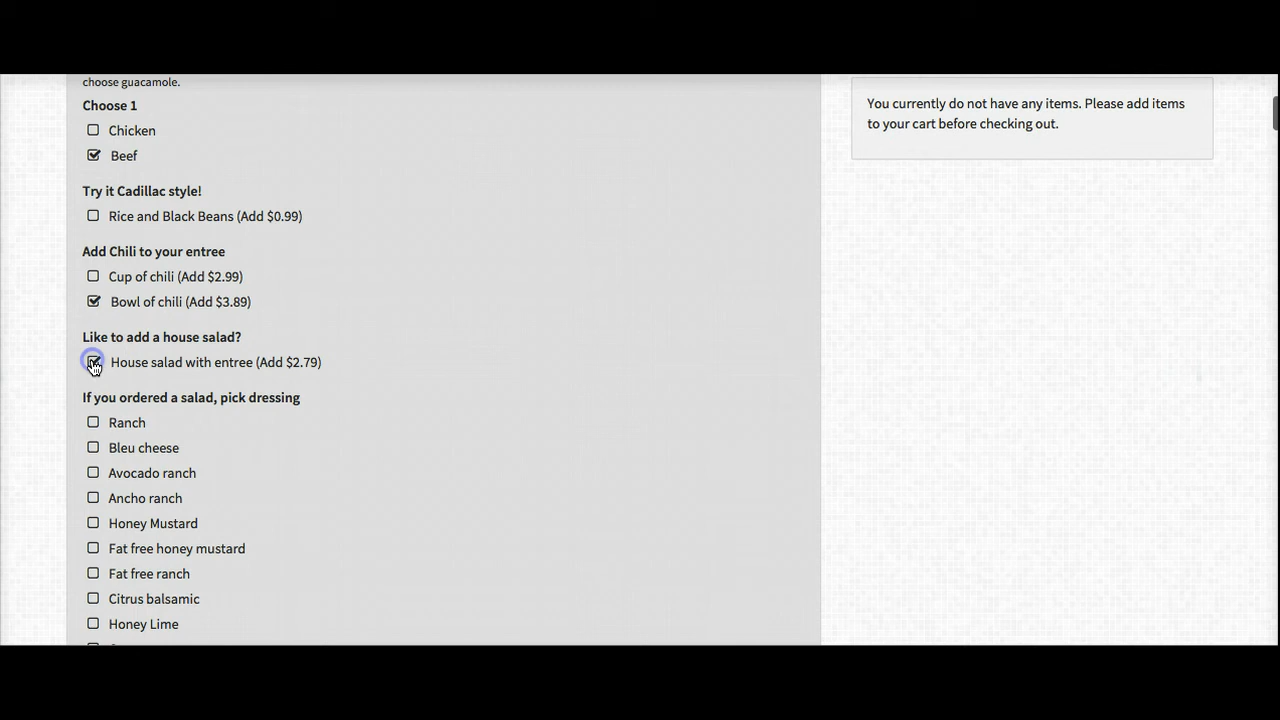 choose guacamole.
Choose 1
Chicken
Beef
Try it Cadillac style!
Rice and Black Beans (Add $0.99)
Add Chili to your entree
Cup of chili (Add $2.99)
Bowl of chili (Add $3.89)
Like to add a house salad?
House salad with entree (Add $2.79)
If you ordered a salad, pick dressing
Ranch
Bleu cheese
Avocado ranch
Ancho ranch
Honey Mustard
Fat free honey mustard
Fat free ranch
Citrus balsamic
Honey Lime
You currently do not have any items. Please add items
to your cart before checking out.